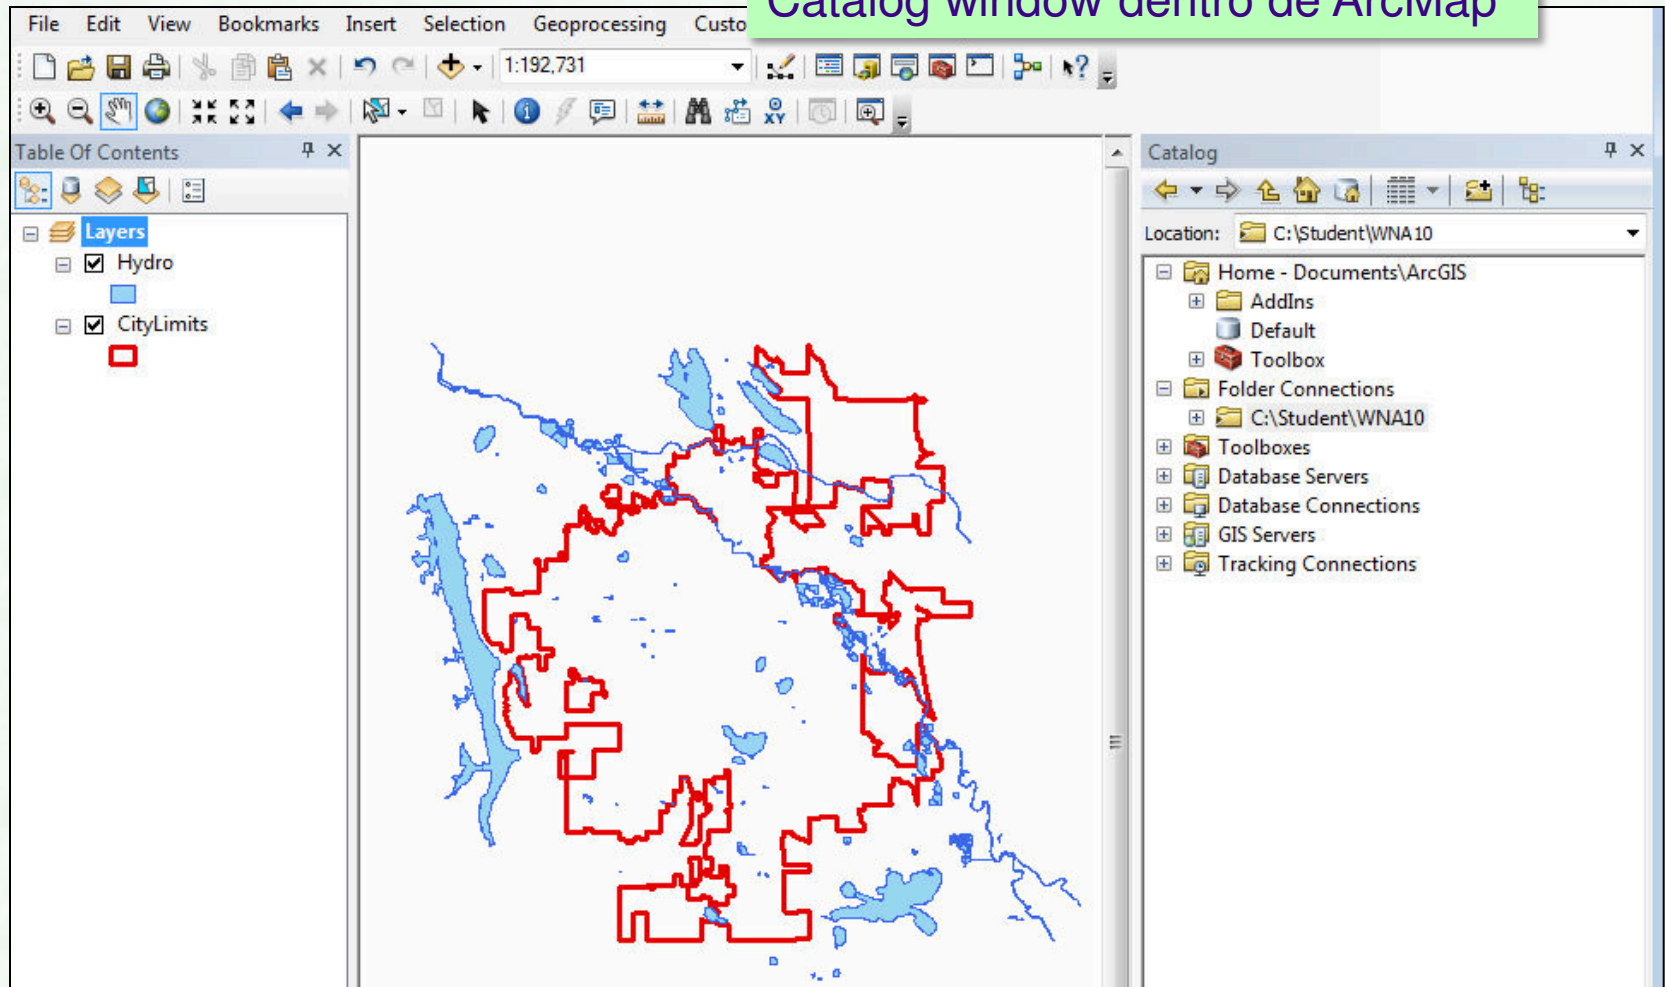 Catalog window dentro de ArcMap
File Edit View Bookmarks Insert Selection Geoprocessing Custo
1:192,731
Table Of Contents
Layers
Hydro
CityLimits
Catalog
Location: C:\Student\WNA10
Home - Documents\ArcGIS
AddIns
Default
Toolbox
Folder Connections
C:\Student\WNA10
Toolboxes
Database Servers
Database Connections
GIS Servers
Tracking Connections